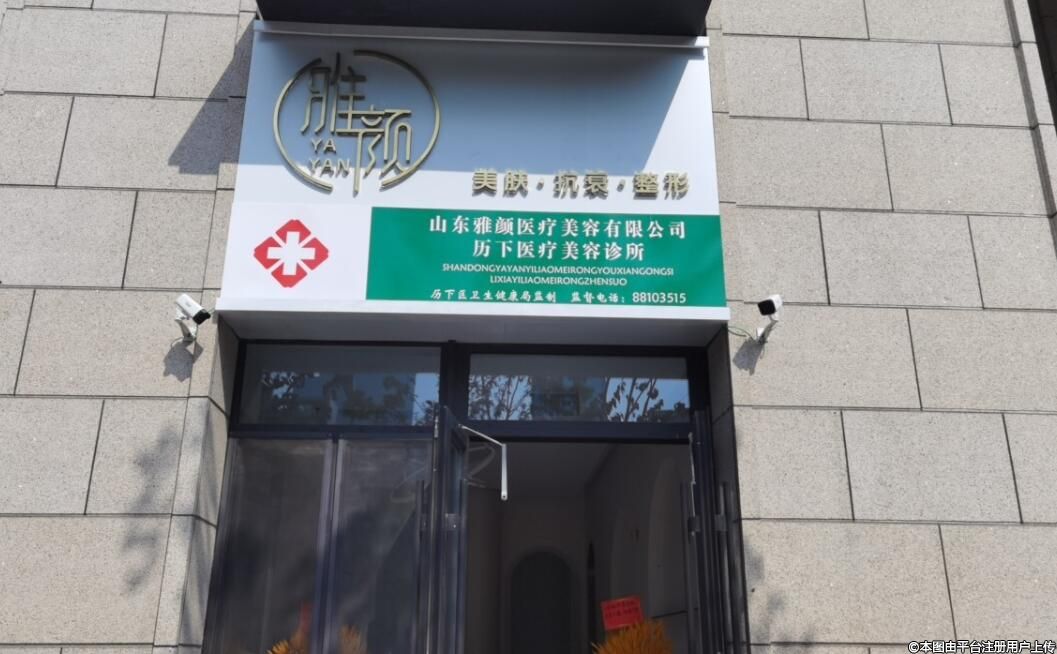 雅颜
YA
YAN
美肤·抗衰·整形
山东雅颜医疗美容有限公司
历下医疗美容诊所
SHANDONGYAYANYILIAOMEIRONGYOUXIANGONGSI
LIXIAYILIAOMEIRONGZHENSUO
历下区卫生健康局监制 监督电话：88103515
©本图由平台注册用户上传